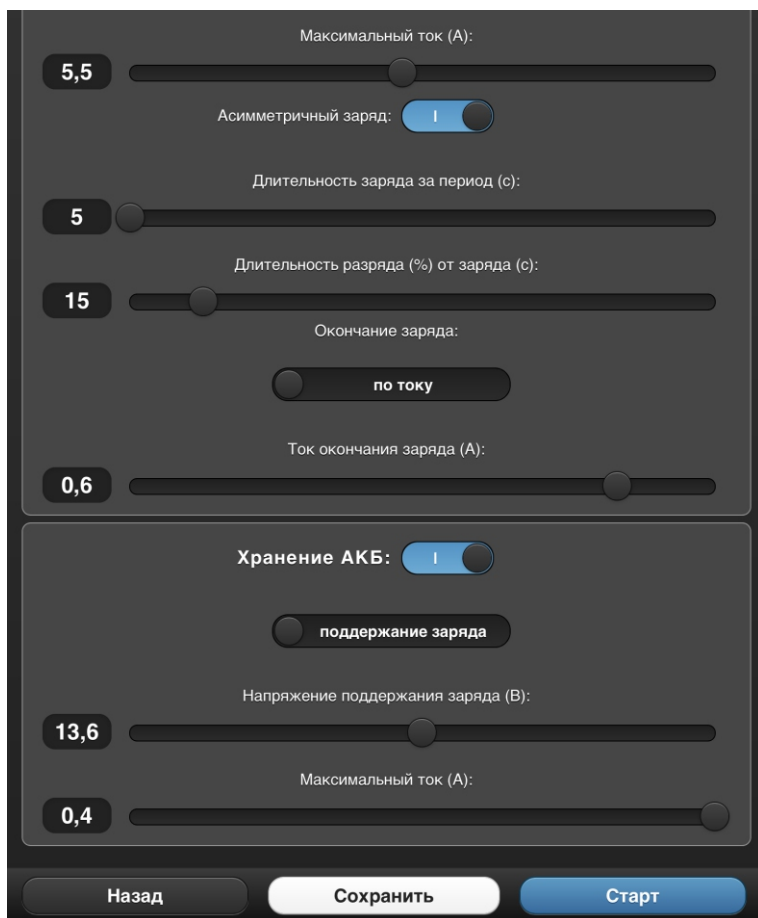 Максимальный ток (А):
5,5
Асимметричный заряд: I
Длительность заряда за период (с):
5
Длительность разряда (%) от заряда (с):
15
Окончание заряда:
по току
Ток окончания заряда (А):
0,6
Хранение АКБ: I
поддержание заряда
Напряжение поддержания заряда (В):
13,6
Максимальный ток (А):
0,4
Назад Сохранить Старт